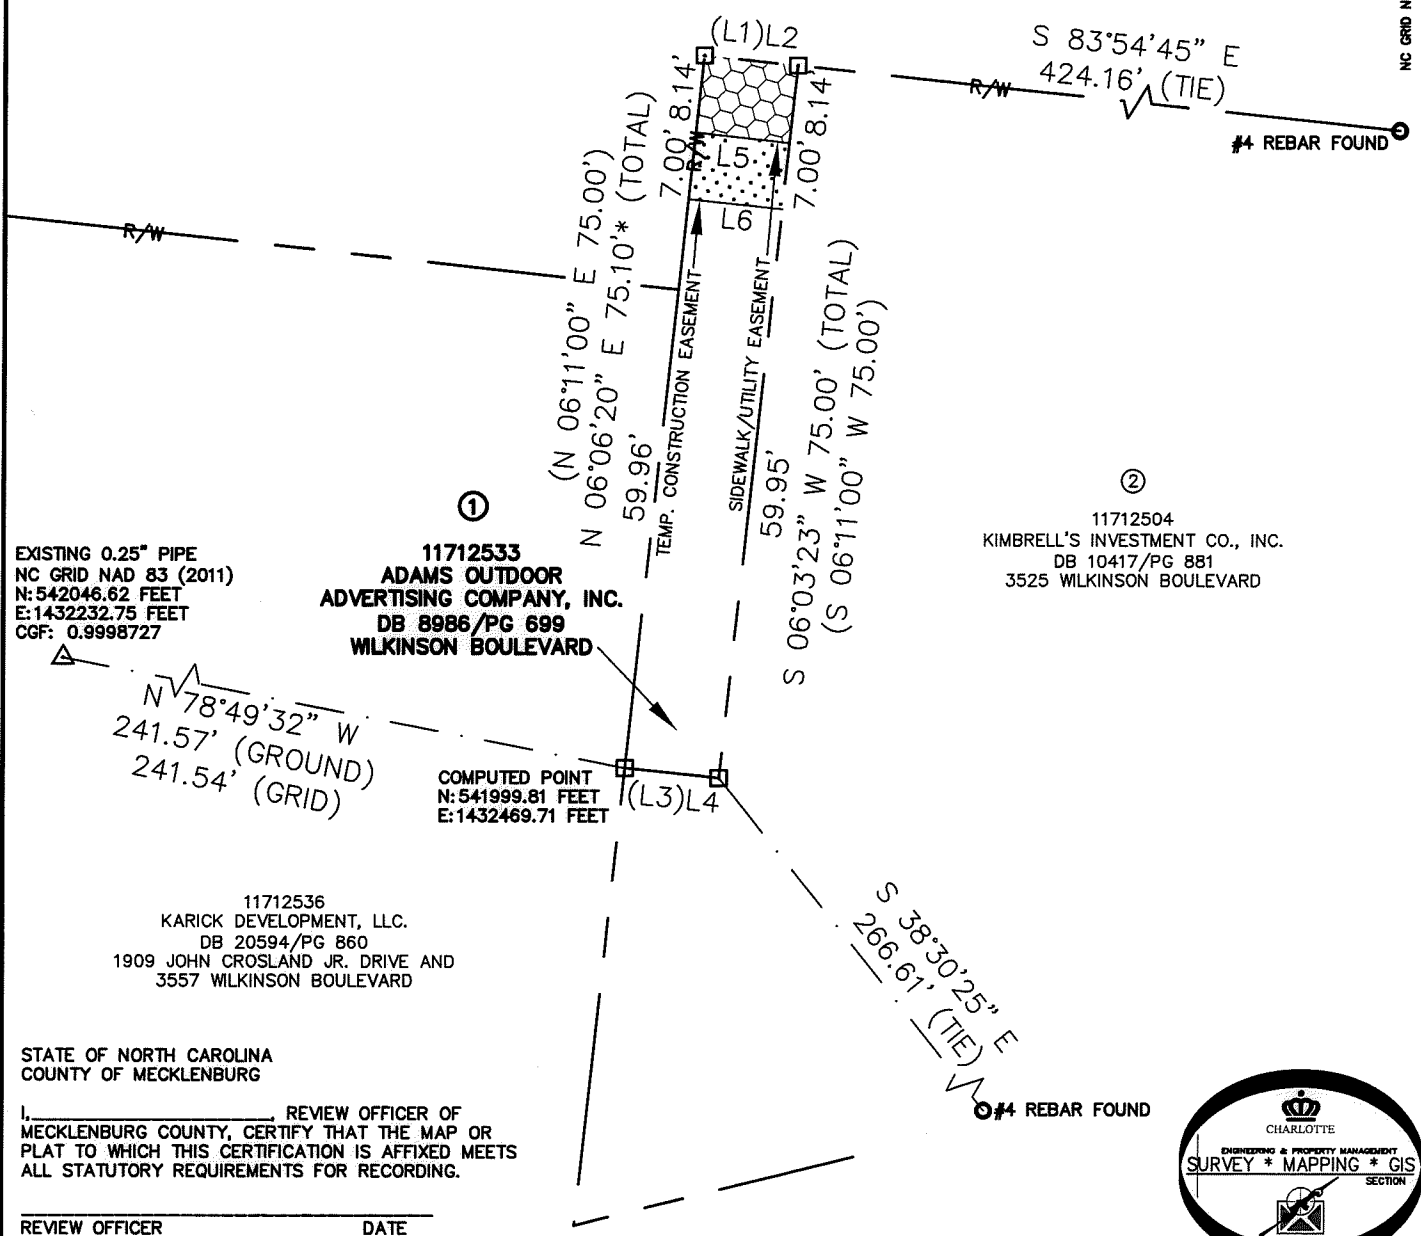 (L1)L2
S 83°54'45" E
424.16' (TIE)
NC GRID N
R/W
#4 REBAR FOUND
8.14'
7.00'
R/W
8.14'
7.00'
L5
L6
R/W
(N 06°11'00" E 75.00')
N 06°06'20" E 75.10'* (TOTAL)
59.96'
TEMP. CONSTRUCTION EASEMENT
SIDEWALK/UTILITY EASEMENT
59.95'
S 06°03'23" W 75.00' (TOTAL)
(S 06°11'00" W 75.00')
1
11712533
ADAMS OUTDOOR
ADVERTISING COMPANY, INC.
DB 8986/PG 699
WILKINSON BOULEVARD
2
11712504
KIMBRELL'S INVESTMENT CO., INC.
DB 10417/PG 881
3525 WILKINSON BOULEVARD
EXISTING 0.25" PIPE
NC GRID NAD 83 (2011)
N:542046.62 FEET
E:1432232.75 FEET
CGF: 0.9998727
N 78°49'32" W
241.57' (GROUND)
241.54' (GRID)
COMPUTED POINT
N:541999.81 FEET
E:1432469.71 FEET
(L3)L4
S 38°30'25" E
266.61' (TIE)
#4 REBAR FOUND
11712536
KARICK DEVELOPMENT, LLC.
DB 20594/PG 860
1909 JOHN CROSLAND JR. DRIVE AND
3557 WILKINSON BOULEVARD
STATE OF NORTH CAROLINA
COUNTY OF MECKLENBURG
I,____________________, REVIEW OFFICER OF
MECKLENBURG COUNTY, CERTIFY THAT THE MAP OR
PLAT TO WHICH THIS CERTIFICATION IS AFFIXED MEETS
ALL STATUTORY REQUIREMENTS FOR RECORDING.
REVIEW OFFICER DATE
CHARLOTTE
ENGINEERING & PROPERTY MANAGEMENT
SURVEY * MAPPING * GIS
SECTION